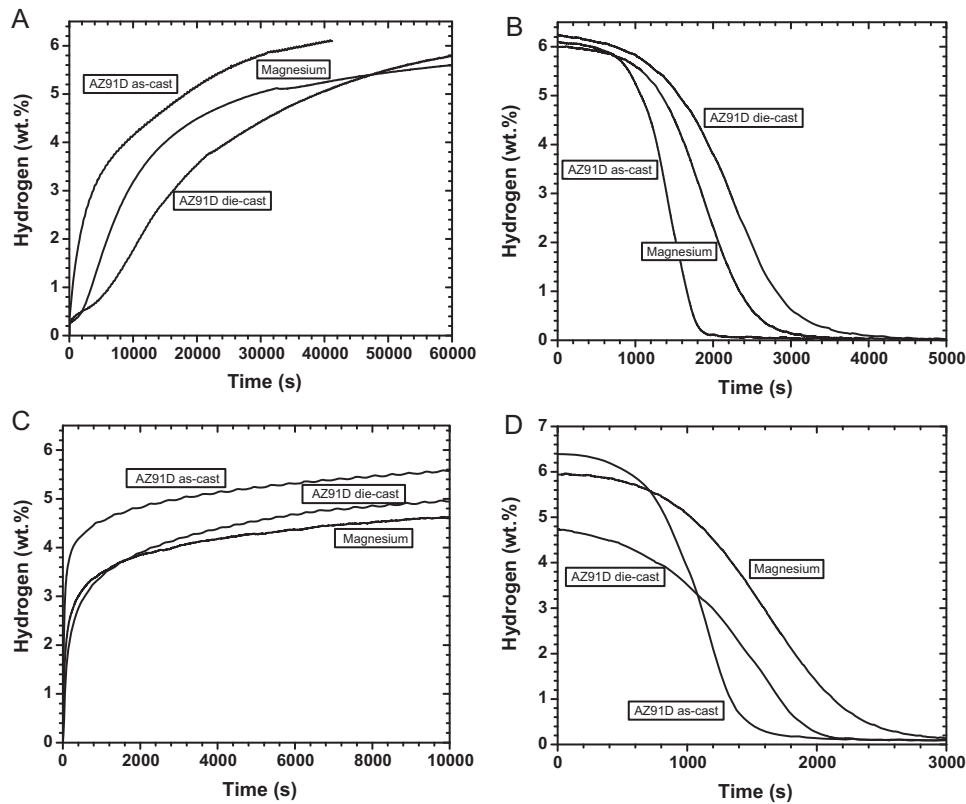 A
Hydrogen (wt.%)
6
5
4
3
2
1
0
AZ91D as-cast
Magnesium
AZ91D die-cast
0 10000 20000 30000 40000 50000 60000
Time (s)
B
Hydrogen (wt.%)
6
5
4
3
2
1
0
AZ91D die-cast
AZ91D as-cast
Magnesium
0 1000 2000 3000 4000 5000
Time (s)
C
Hydrogen (wt.%)
6
5
4
3
2
1
0
AZ91D as-cast
AZ91D die-cast
Magnesium
0 2000 4000 6000 8000 10000
Time (s)
D
Hydrogen (wt.%)
7
6
5
4
3
2
1
0
AZ91D die-cast
Magnesium
AZ91D as-cast
0 1000 2000 3000
Time (s)